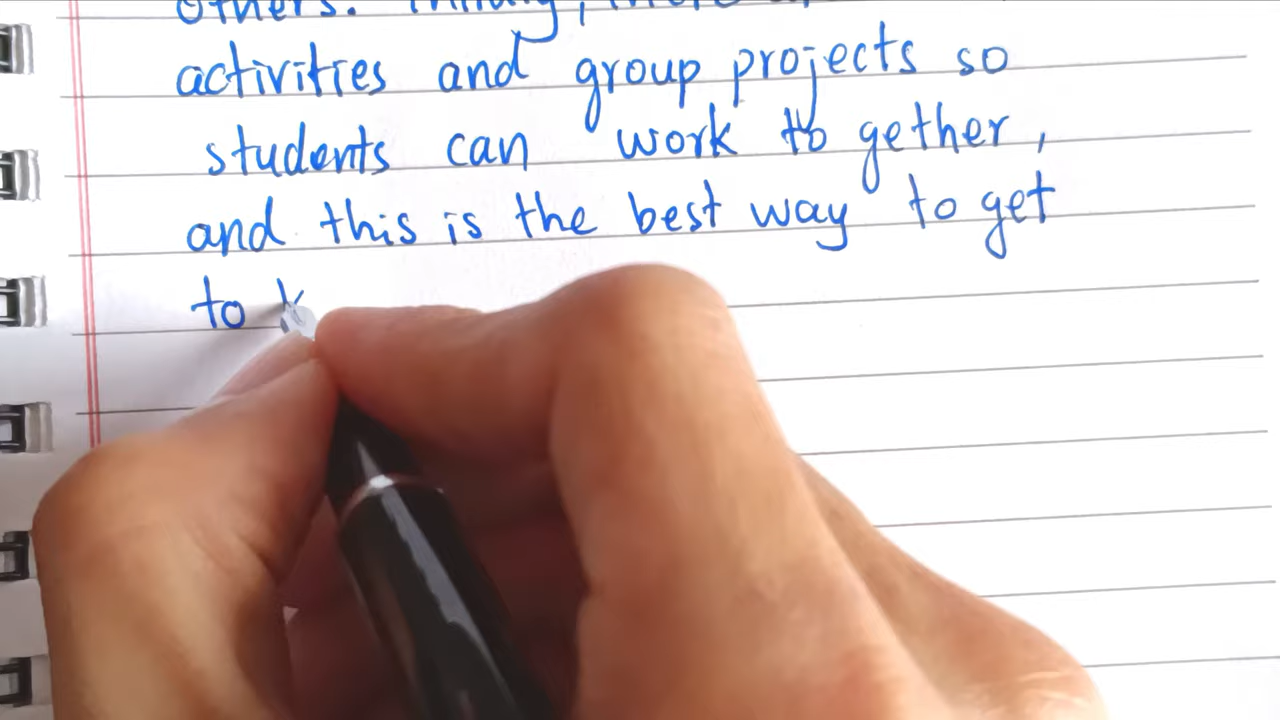 others.
activities and group projects so
students can work to gether,
and this is the best way to get
to